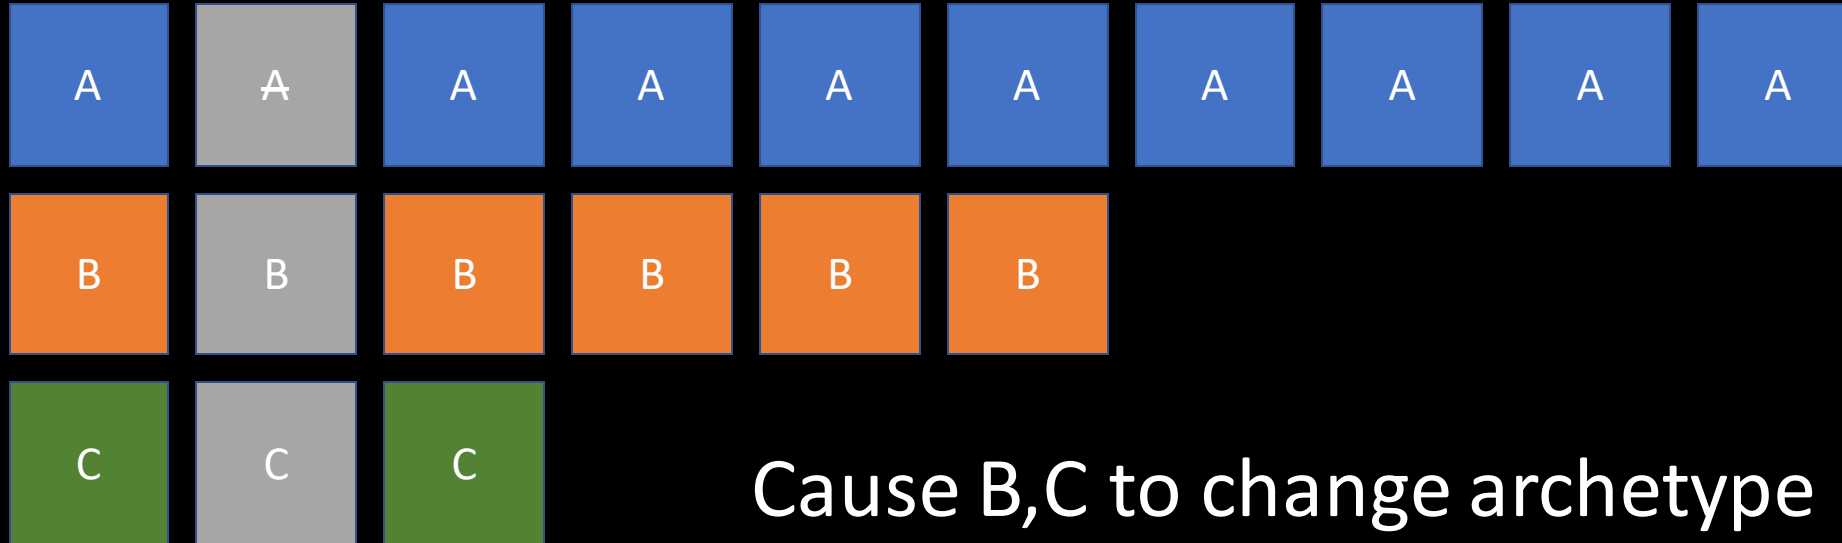 A A A A A A A A A A
B B B B B B
C C C
Cause B,C to change archetype